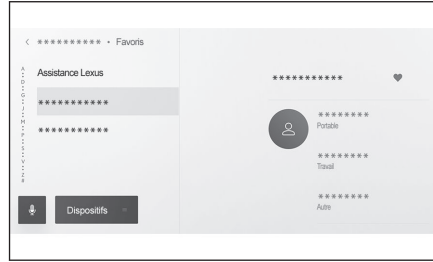 < ********** • Favoris
Assistance Lexus
***********
***********
A
D
G
J
M
P
S
V
Z
#
Dispositifs
***********
********
Portable
********
Travail
********
Autre